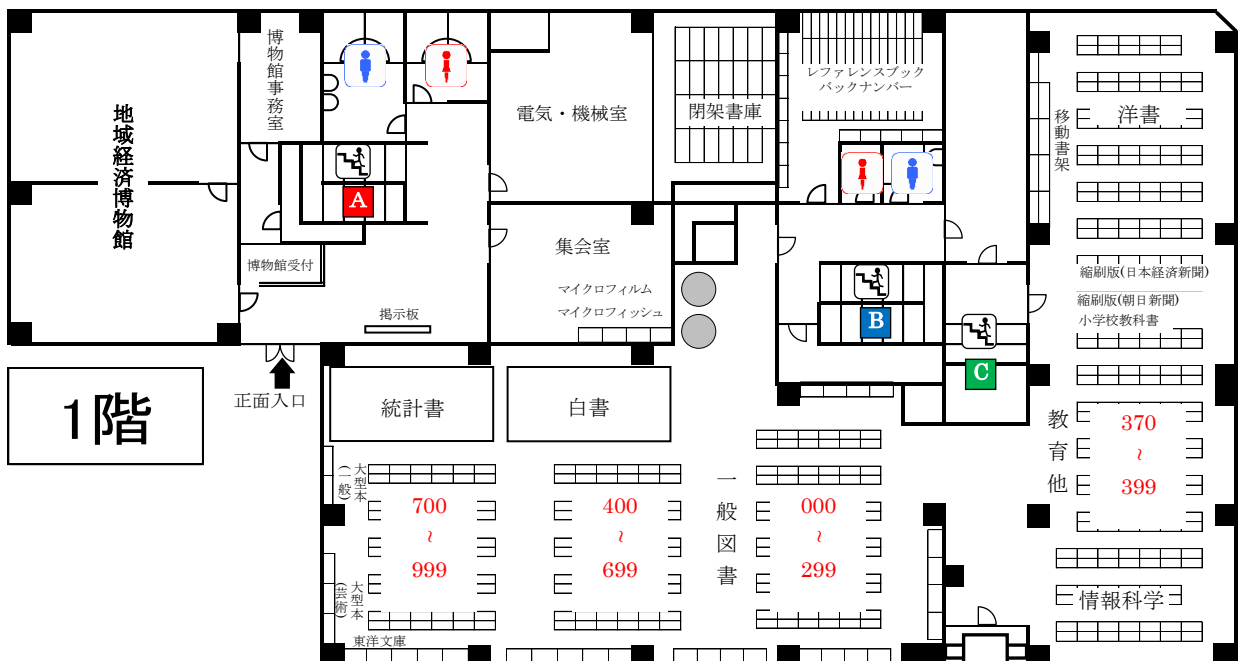 博物館事務室
地域経済博物館
電気・機械室
閉架書庫
レファレンスブック
バックナンバー
移動書架
洋書
A
博物館受付
集会室
マイクロフィルム
マイクロフィッシュ
掲示板
B
C
縮刷版(日本経済新聞)
縮刷版(朝日新聞)
小学校教科書
1階
正面入口
統計書
白書
教育他
370
~
399
大型本
(一般)
700
~
999
400
~
699
一般図書
000
~
299
大型本
(芸術)
東洋文庫
情報科学